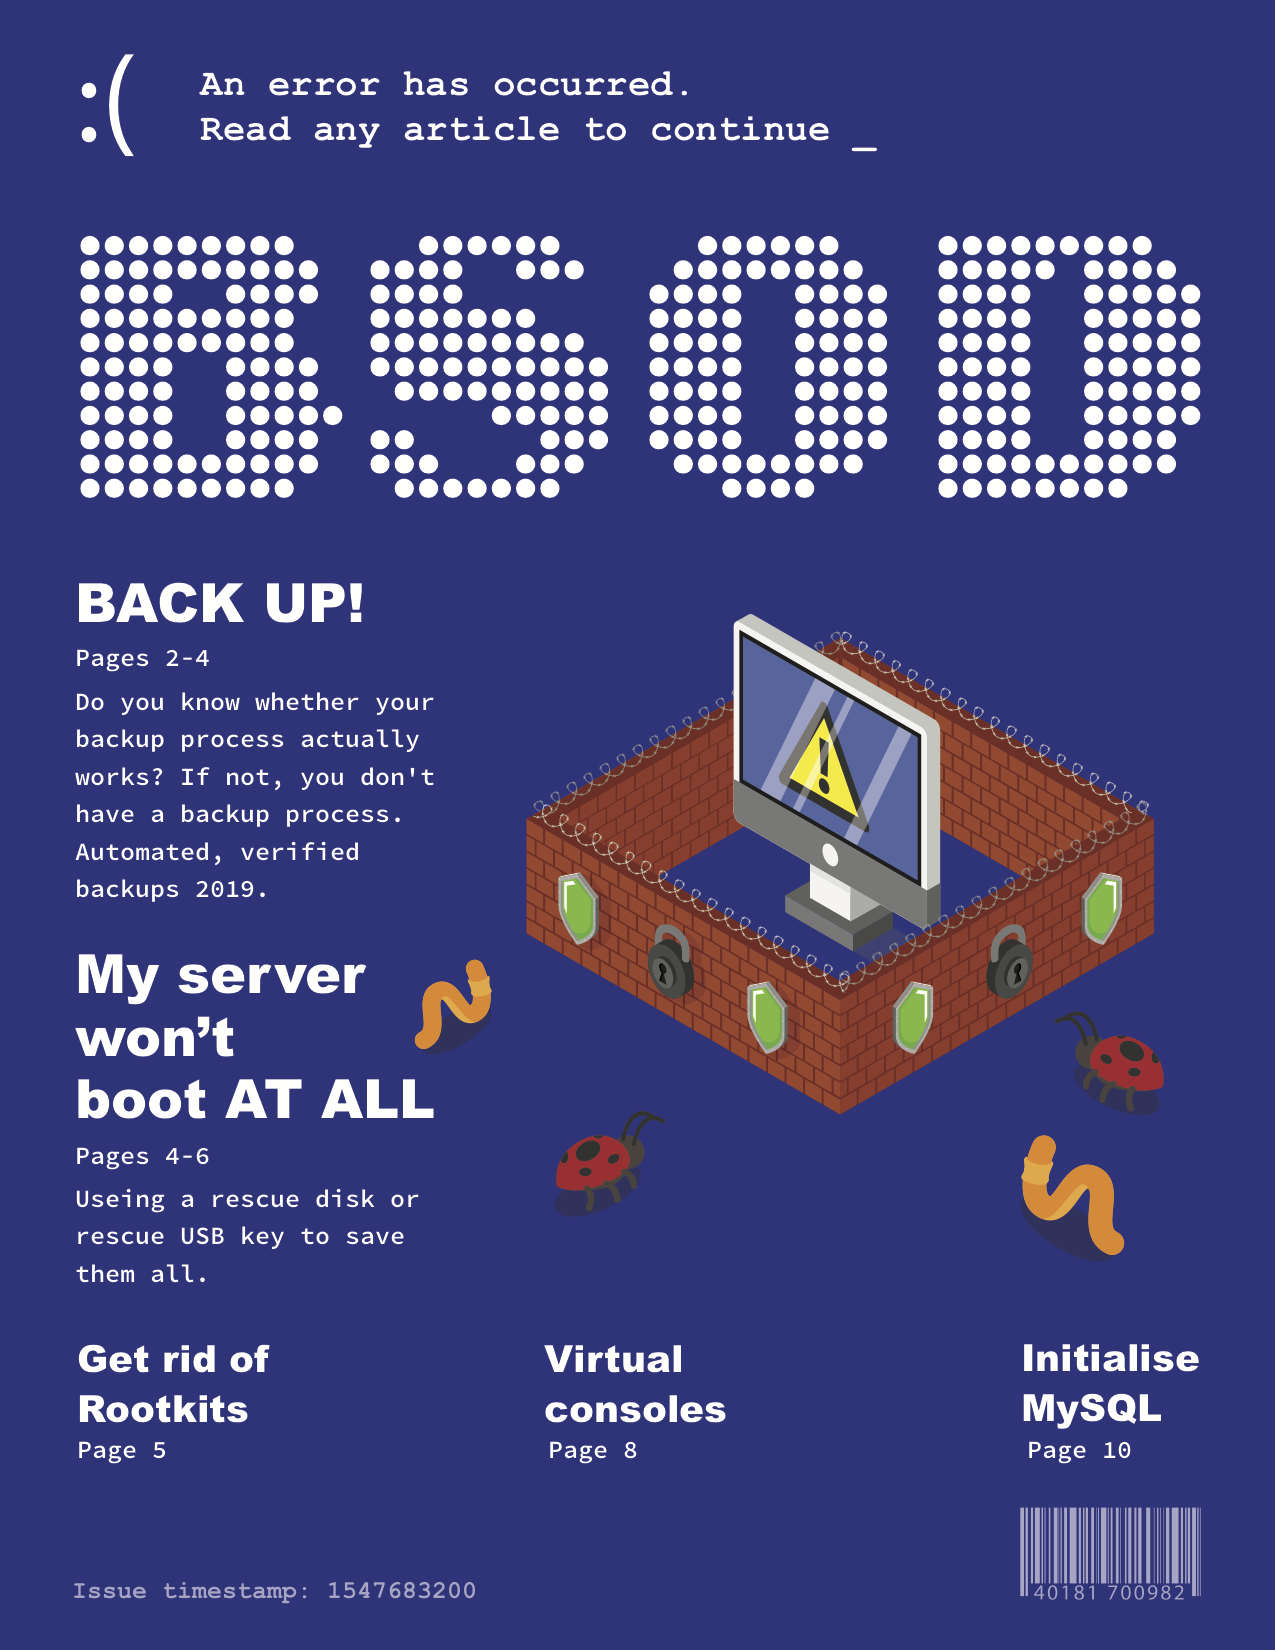 :(
An error has occurred.
Read any article to continue _
BSOD
BACK UP!
Pages 2-4
Do you know whether your
backup process actually
works? If not, you don't
have a backup process.
Automated, verified
backups 2019.
My server
won’t
boot AT ALL
Pages 4-6
Useing a rescue disk or
rescue USB key to save
them all.
Get rid of
Rootkits
Page 5
Virtual
consoles
Page 8
Initialise
MySQL
Page 10
Issue timestamp: 1547683200
40181 700982